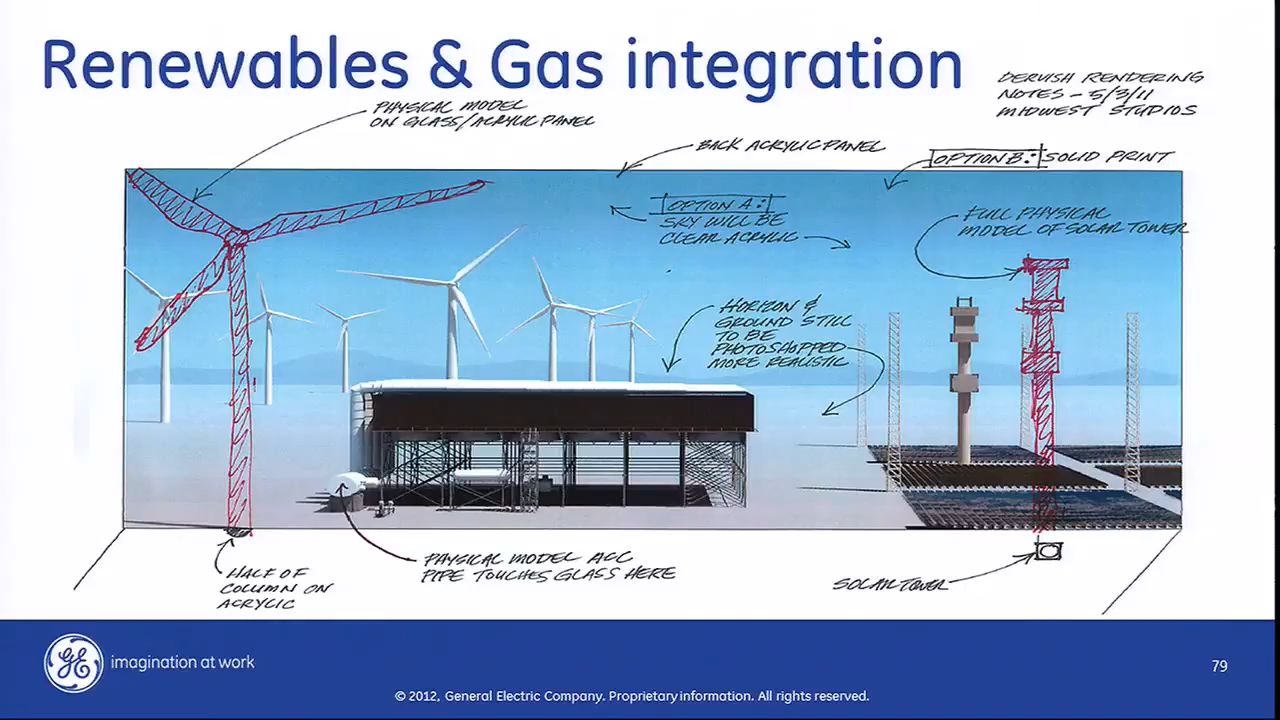 Renewables & Gas integration
DERVISH RENDERING
NOTES - 5/3/11
MIDWEST STUDIOS
PHYSICAL MODEL
ON GLASS/ACRYLIC PANEL
BACK ACRYLIC PANEL
OPTION B: SOLID PRINT
OPTION A:
SKY WILL BE
CLEAR ACRYLIC
FULL PHYSICAL
MODEL OF SOLAR TOWER
HORIZON &
GROUND STILL
TO BE
PHOTOSHOPPED
MORE REALISTIC
HALF OF
COLUMN ON
ACRYLIC
PHYSICAL MODEL ACC
PIPE TOUCHES GLASS HERE
SOLAR TOWER
GE imagination at work
79
© 2012, General Electric Company. Proprietary information. All rights reserved.